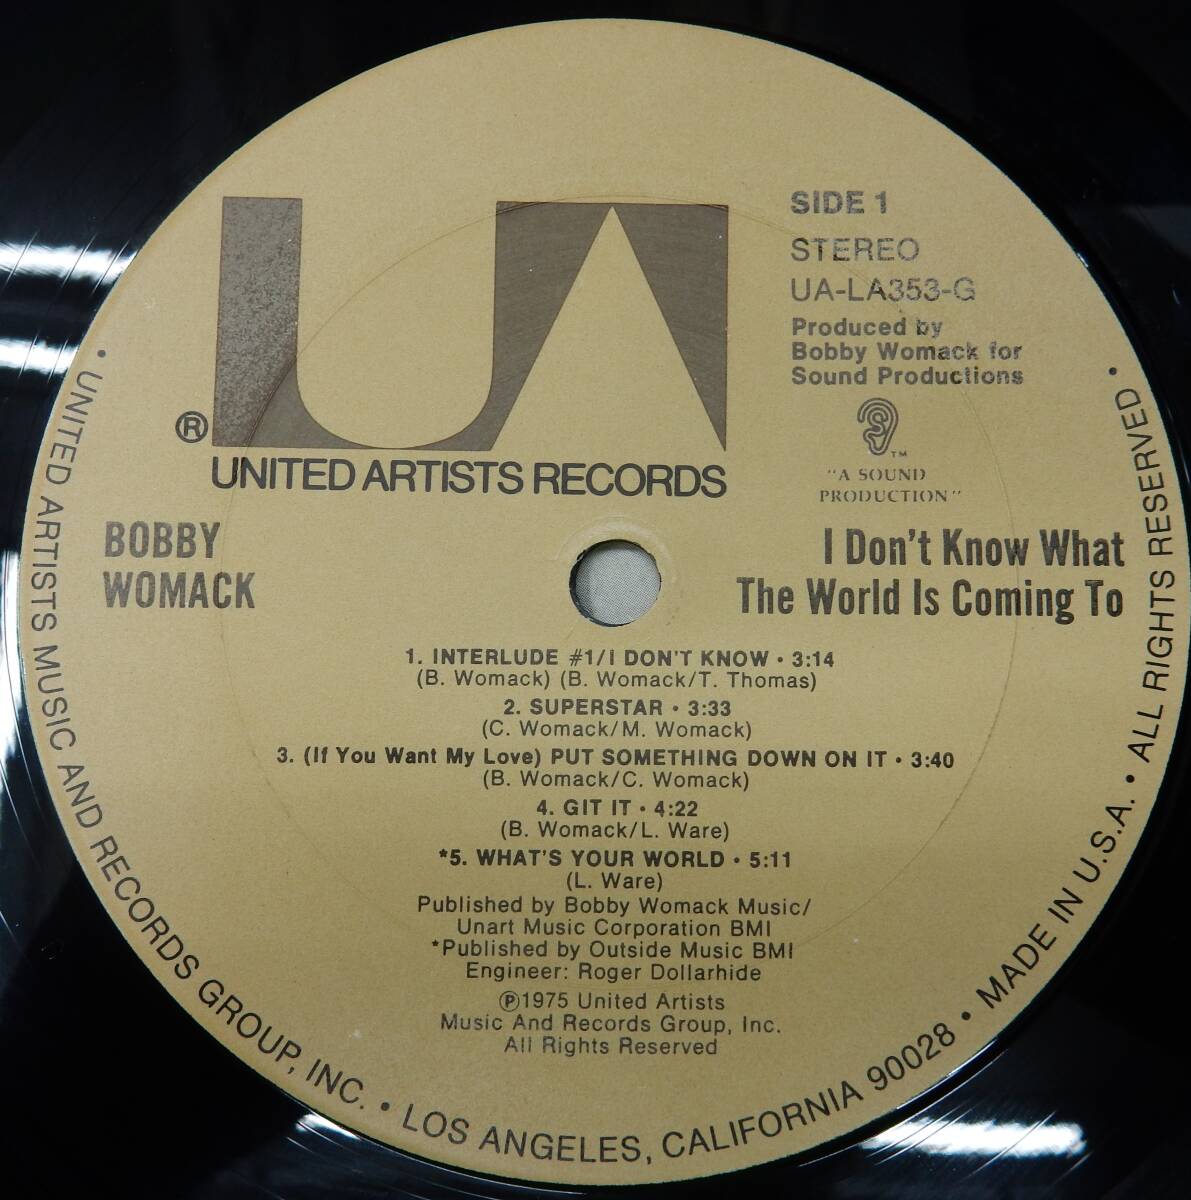 SIDE 1
STEREO
UA-LA353-G
Produced by
Bobby Womack for
Sound Productions
TM
"A SOUND
PRODUCTION"
®
UNITED ARTISTS RECORDS
BOBBY
WOMACK
I Don't Know What
The World Is Coming To
1. INTERLUDE #1/I DON'T KNOW • 3:14
(B. Womack) (B. Womack/T. Thomas)
2. SUPERSTAR • 3:33
(C. Womack/M. Womack)
3. (If You Want My Love) PUT SOMETHING DOWN ON IT • 3:40
(B. Womack/C. Womack)
4. GIT IT • 4:22
(B. Womack/L. Ware)
*5. WHAT'S YOUR WORLD • 5:11
(L. Ware)
Published by Bobby Womack Music/
Unart Music Corporation BMI
*Published by Outside Music BMI
Engineer: Roger Dollarhide
℗1975 United Artists
Music And Records Group, Inc.
All Rights Reserved
• UNITED ARTISTS MUSIC AND RECORDS GROUP, INC. • LOS ANGELES, CALIFORNIA 90028 • MADE IN U.S.A. • ALL RIGHTS RESERVED •